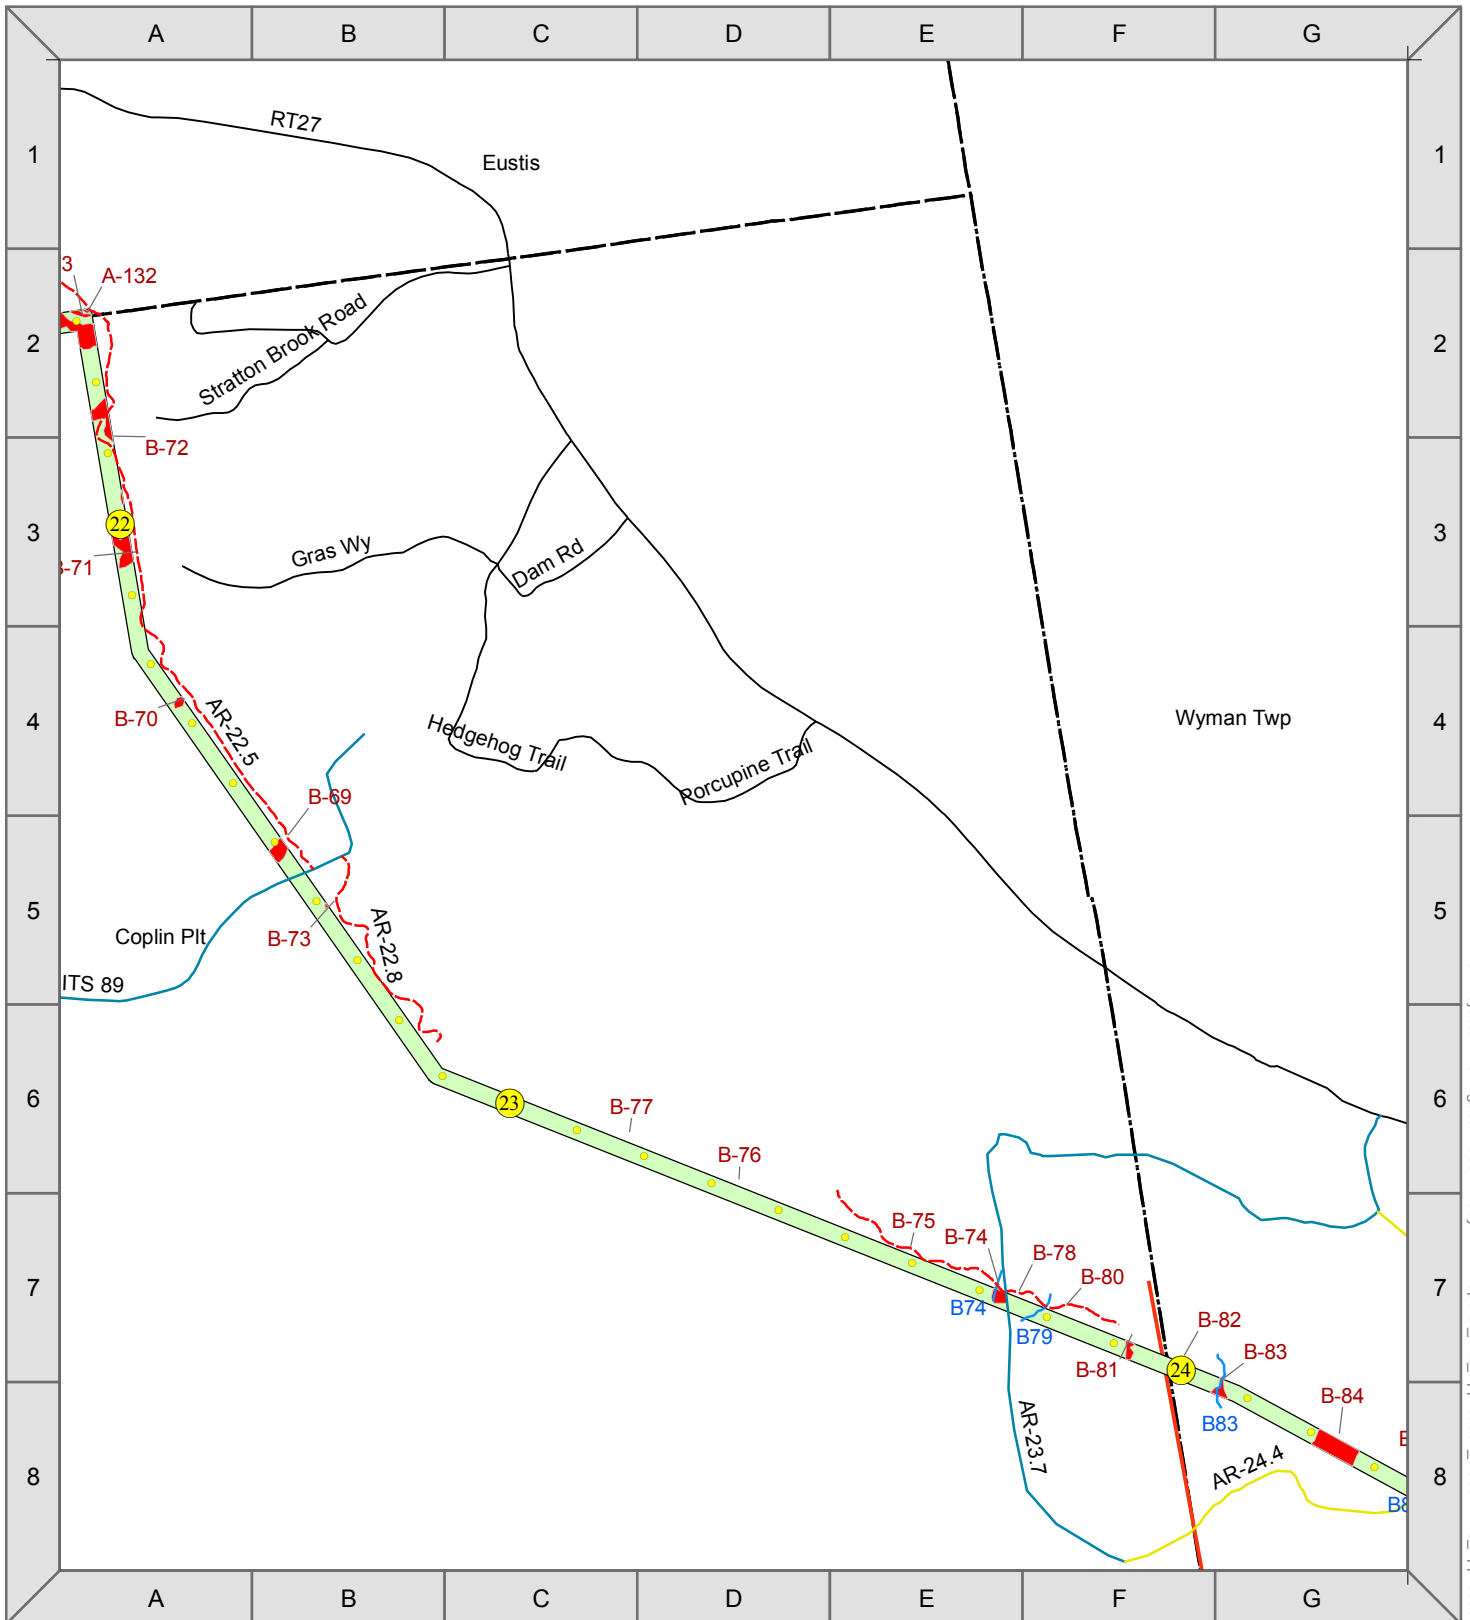 A B C D E F G
1 1
RT27
Eustis
3
A-132
2 2
Stratton Brook Road
B-72
22
3 3
Gras Wy
Dam Rd
-71
B-70
AR-22.5
4 4
Hedgehog Trail
Porcupine Trail
Wyman Twp
B-69
5 5
B-73
AR-22.8
Coplin Plt
ITS 89
6 6
23
B-77
B-76
B-75
B-74
B-78
B-80
7 7
B74
B79
B-82
B-81
24
B-83
B-84
B83
AR-23.7
AR-24.4
8 8
A B C D E F G